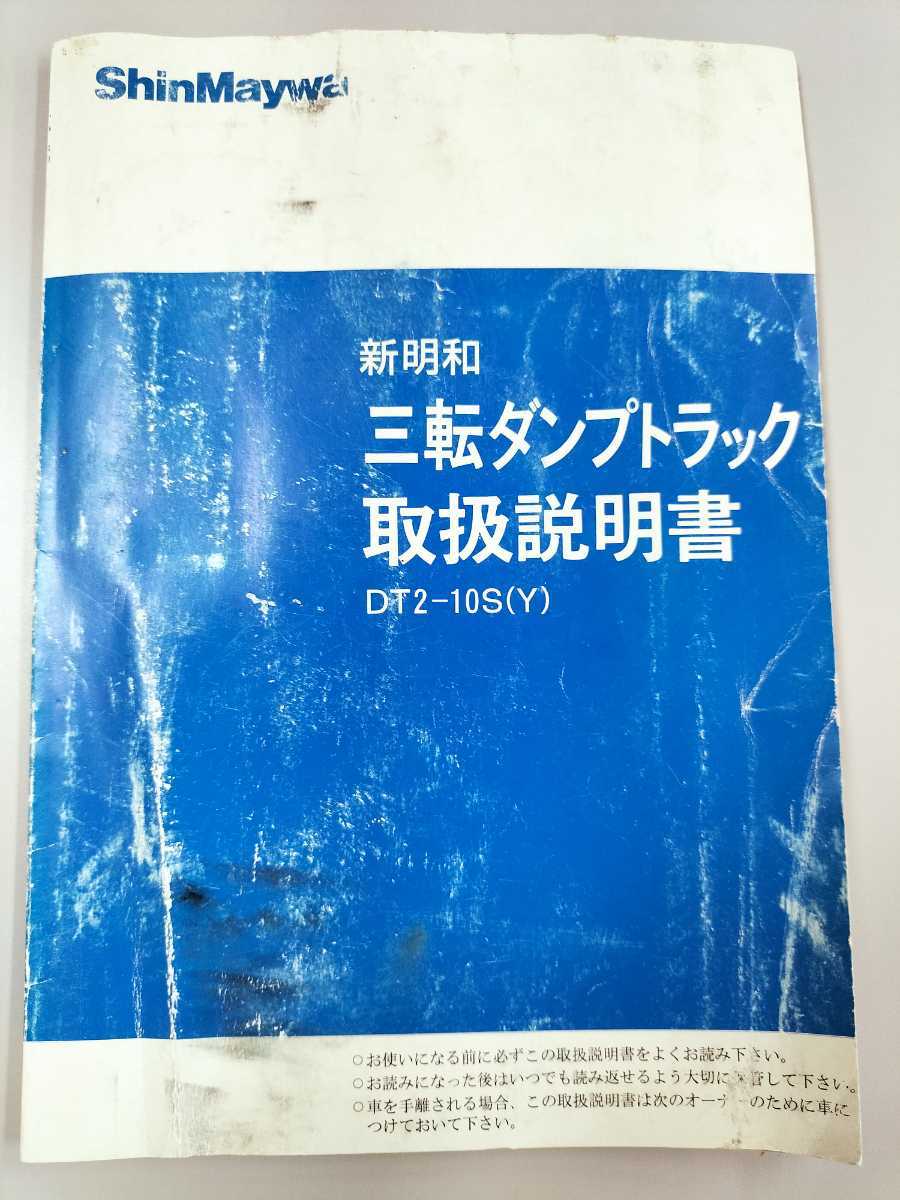 ShinMaywa
新明和
三転ダンプトラック
取扱説明書
DT2-10S(Y)
○お使いになる前に必ずこの取扱説明書をよくお読み下さい。
○お読みになった後はいつでも読み返せるよう大切に保管して下さい。
○車を手離される場合、この取扱説明書は次のオーナーのために車に
つけておいて下さい。